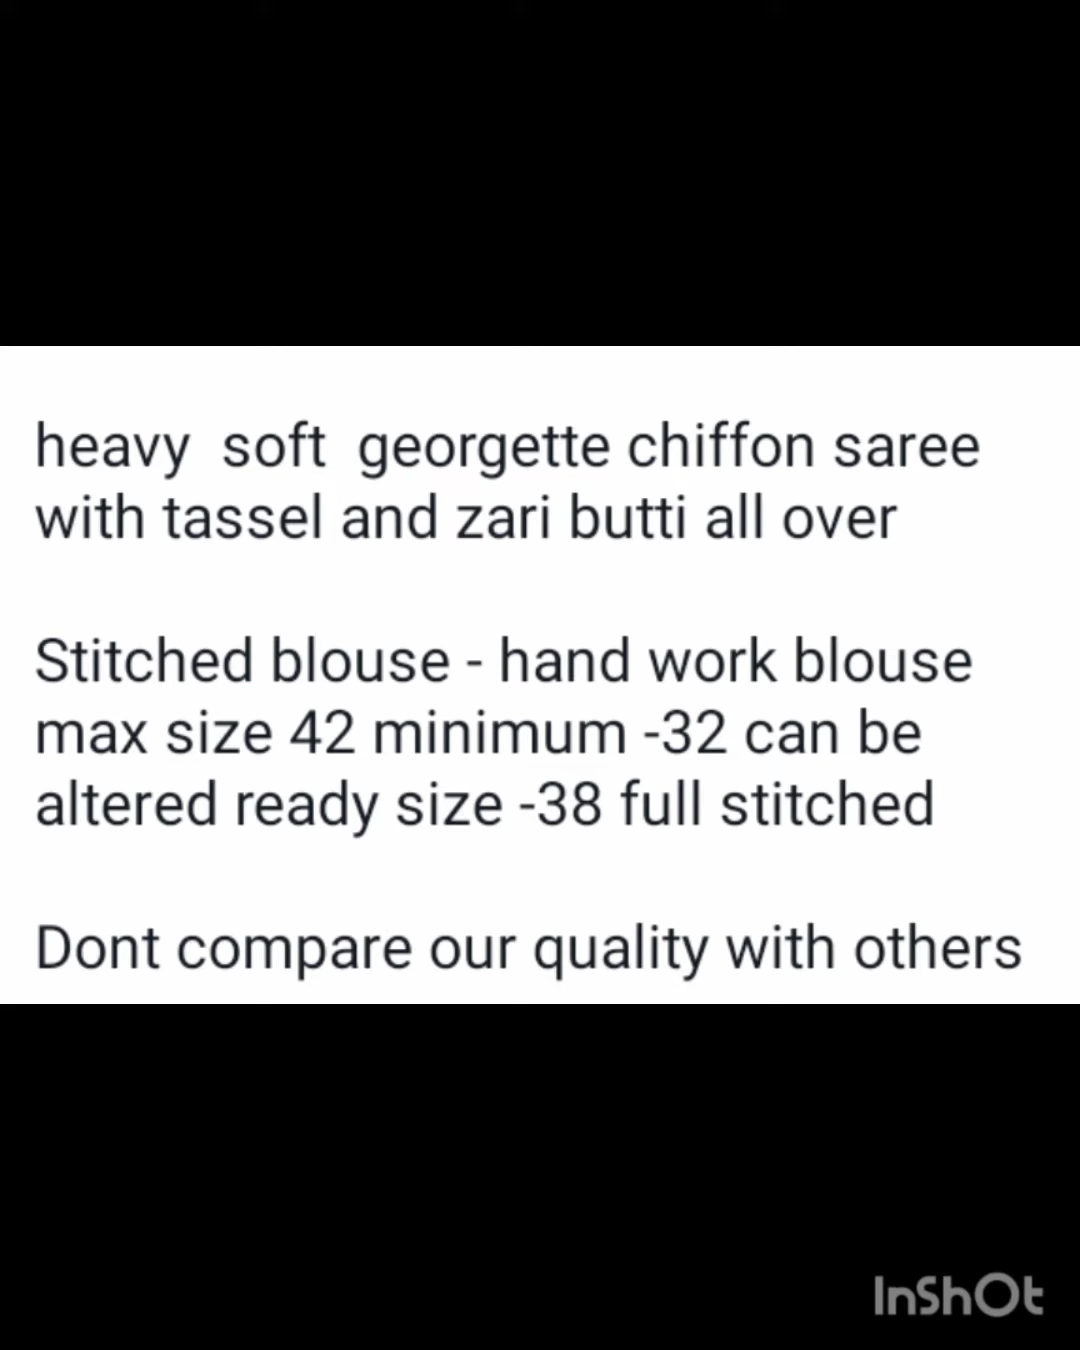 heavy  soft  georgette chiffon saree
with tassel and zari butti all over
Stitched blouse - hand work blouse
max size 42 minimum -32 can be
altered ready size -38 full stitched
Dont compare our quality with others
InShOt